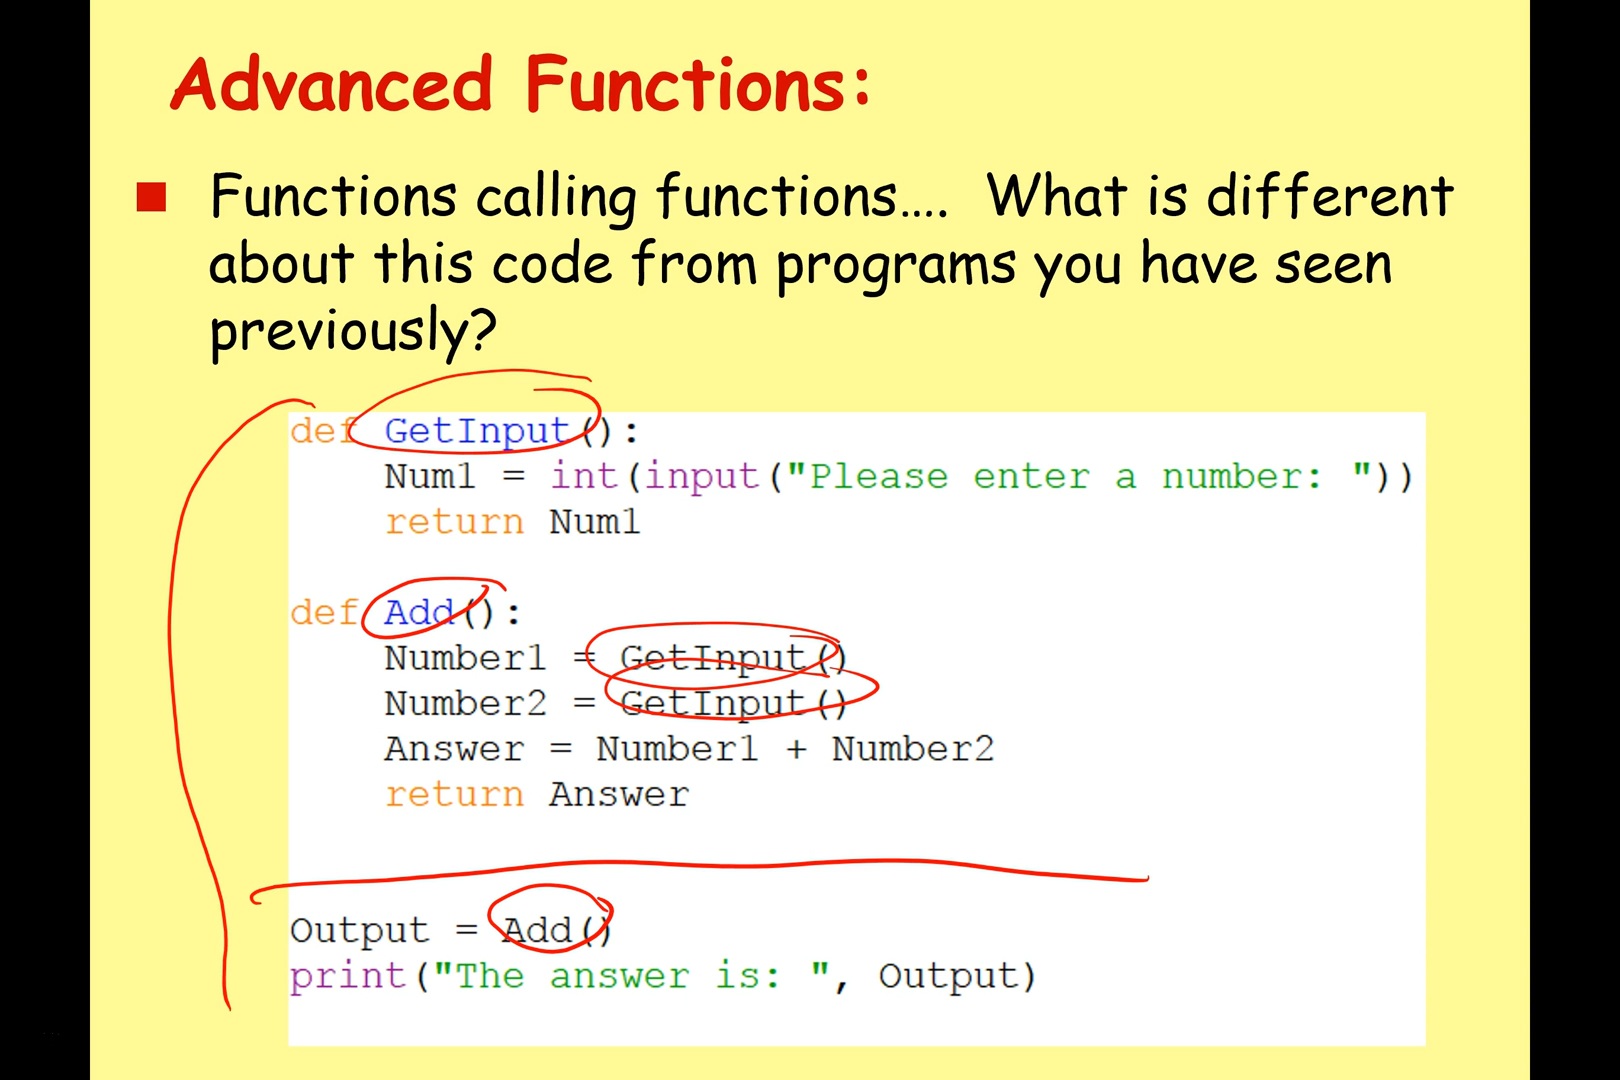 Advanced Functions:
Functions calling functions.... What is different
about this code from programs you have seen
previously?
def GetInput():
    Num1 = int(input("Please enter a number: "))
    return Num1
def Add():
    Number1 = GetInput()
    Number2 = GetInput()
    Answer = Number1 + Number2
    return Answer
Output = Add()
print("The answer is: ", Output)